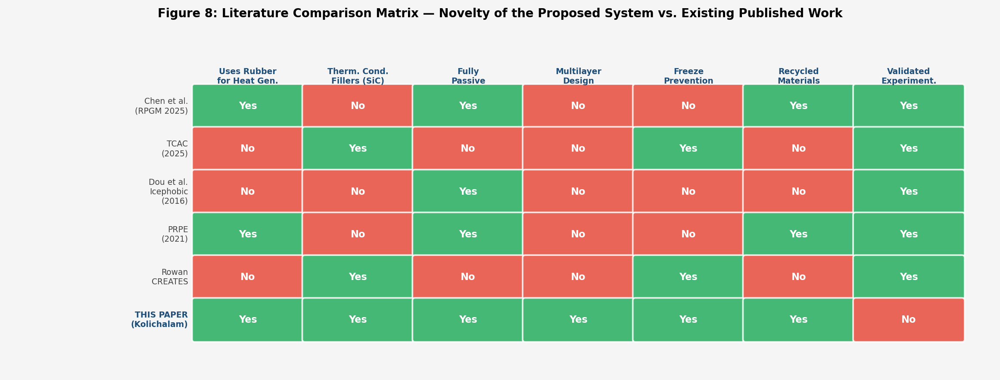 Figure 8: Literature Comparison Matrix — Novelty of the Proposed System vs. Existing Published Work
Uses Rubber
for Heat Gen.
Therm. Cond.
Fillers (SiC)
Fully
Passive
Multilayer
Design
Freeze
Prevention
Recycled
Materials
Validated
Experiment.
Chen et al.
(RPGM 2025)
Yes No Yes No No Yes Yes
TCAC
(2025)
No Yes No No Yes No Yes
Dou et al.
Icephobic
(2016)
No No Yes No No No Yes
PRPE
(2021)
Yes No Yes No No Yes Yes
Rowan
CREATES
No Yes No No Yes No Yes
THIS PAPER
(Kolichalam)
Yes Yes Yes Yes Yes Yes No